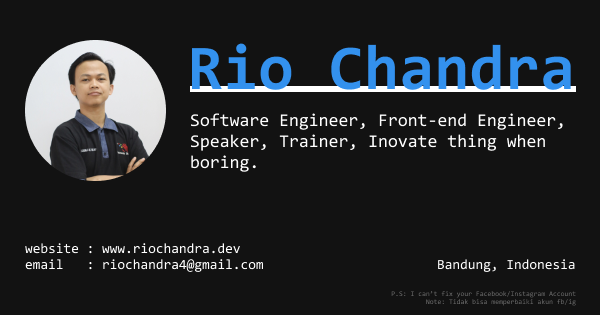 Rio Chandra
Software Engineer, Front-end Engineer,
Speaker, Trainer, Inovate thing when
boring.
website : www.riochandra.dev
email   : riochandra4@gmail.com
Bandung, Indonesia
P.S: I can't fix your Facebook/Instagram Account
Note: Tidak bisa memperbaiki akun fb/ig